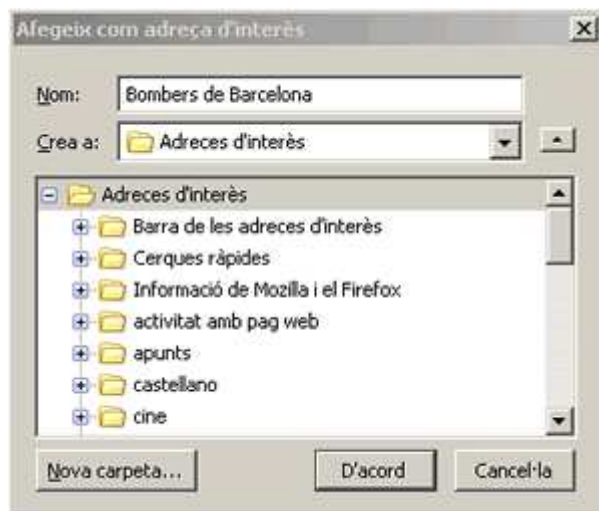 Afegeix com adreça d'interès
Nom: Bombers de Barcelona
Crea a: Adreces d'interès
Adreces d'interès
Barra de les adreces d'interès
Cerques ràpides
Informació de Mozilla i el Firefox
activitat amb pag web
apunts
castellano
cine
Nova carpeta... D'acord Cancel·la